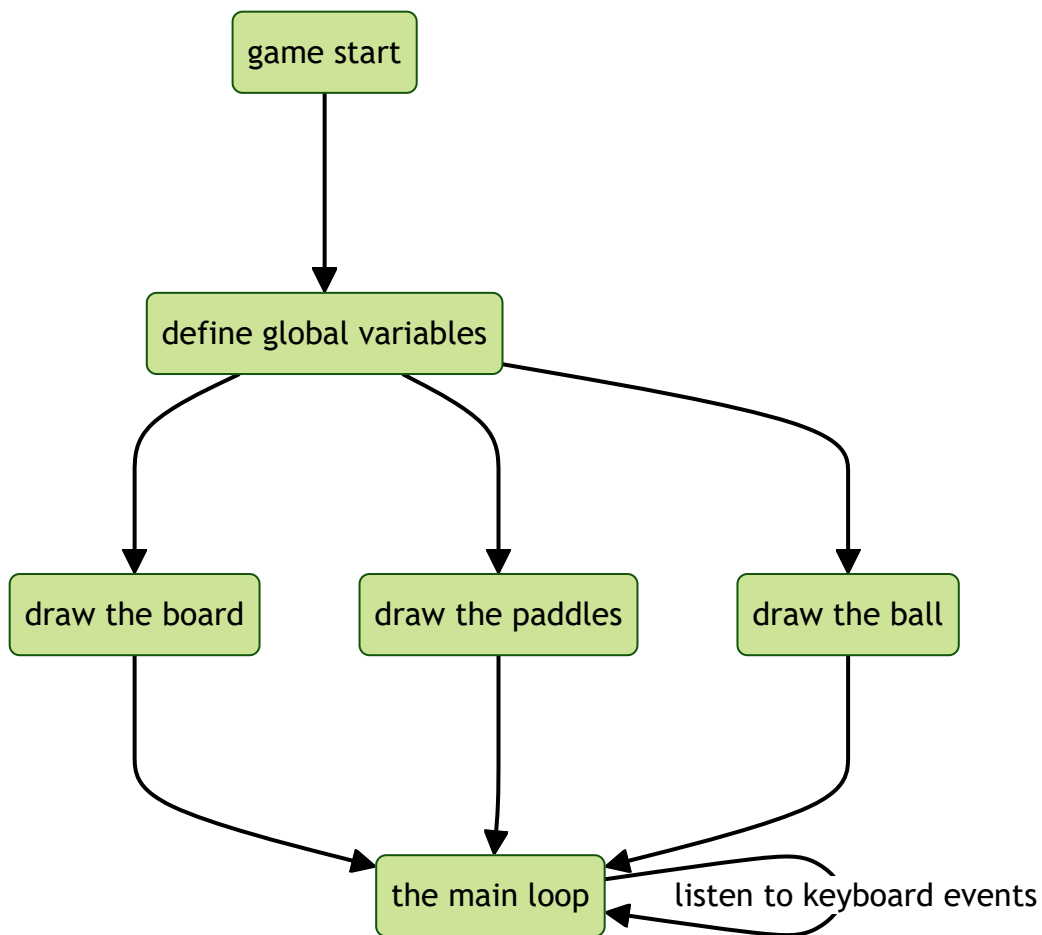 game start
define global variables
draw the board
draw the paddles
draw the ball
the main loop
listen to keyboard events